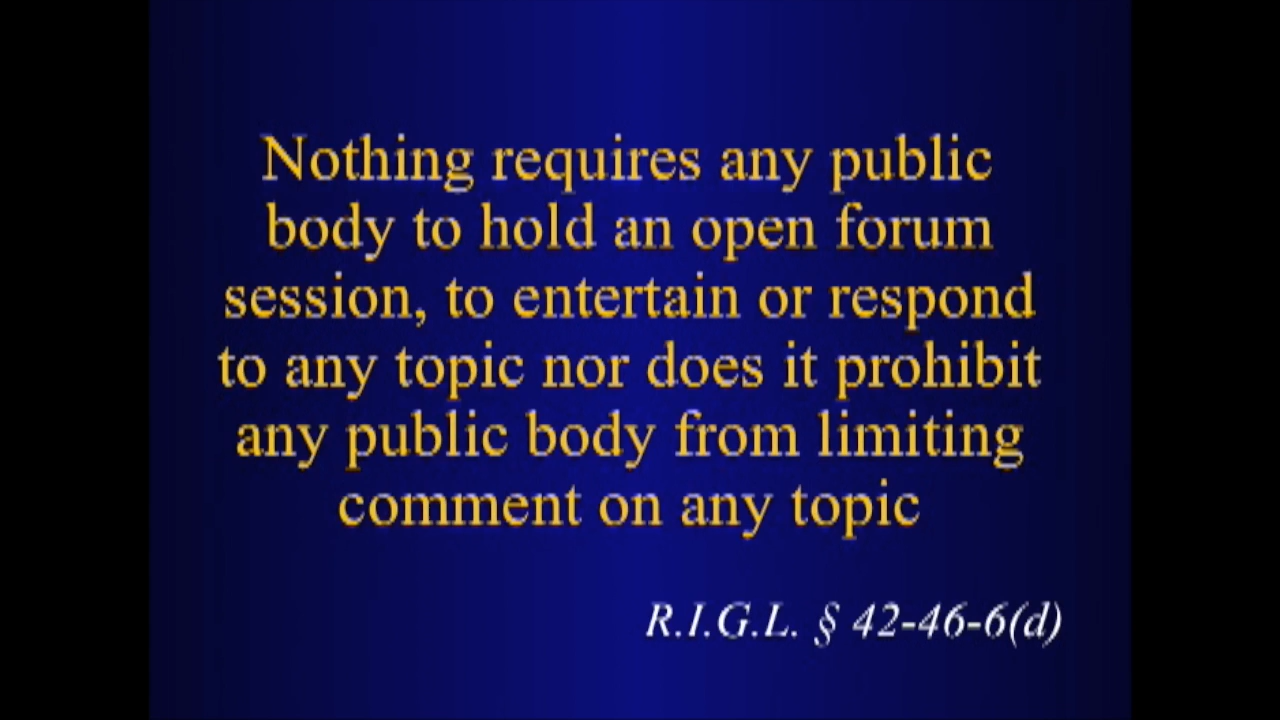 Nothing requires any public
body to hold an open forum
session, to entertain or respond
to any topic nor does it prohibit
any public body from limiting
comment on any topic
R.I.G.L. § 42-46-6(d)